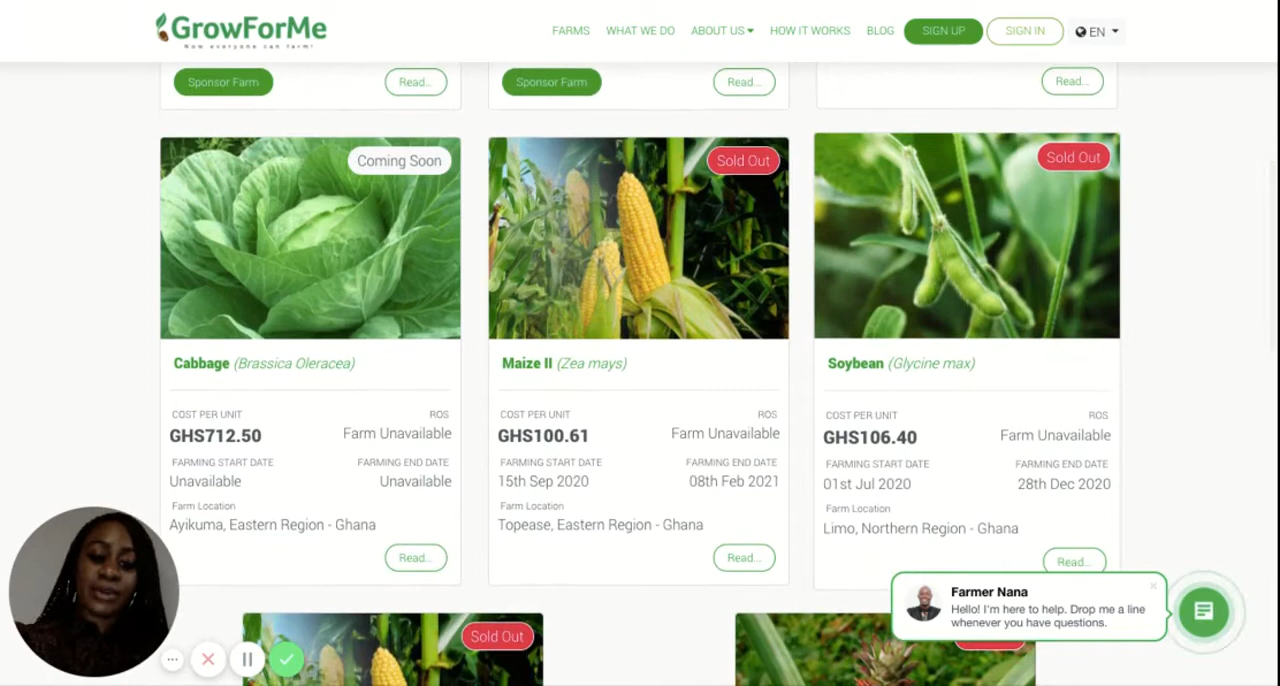 GrowForMe
Now everyone can farm!
FARMS WHAT WE DO ABOUT US HOW IT WORKS BLOG SIGN UP SIGN IN EN
Sponsor Farm Read... Sponsor Farm Read... Read...
Coming Soon
Sold Out
Sold Out
Cabbage (Brassica Oleracea)
COST PER UNIT ROS
GHS712.50 Farm Unavailable
FARMING START DATE FARMING END DATE
Unavailable Unavailable
Farm Location
Ayikuma, Eastern Region - Ghana
Read...
Maize II (Zea mays)
COST PER UNIT ROS
GHS100.61 Farm Unavailable
FARMING START DATE FARMING END DATE
15th Sep 2020 08th Feb 2021
Farm Location
Topease, Eastern Region - Ghana
Read...
Soybean (Glycine max)
COST PER UNIT ROS
GHS106.40 Farm Unavailable
FARMING START DATE FARMING END DATE
01st Jul 2020 28th Dec 2020
Farm Location
Limo, Northern Region - Ghana
Read...
Farmer Nana
Hello! I'm here to help. Drop me a line
whenever you have questions.
Sold Out